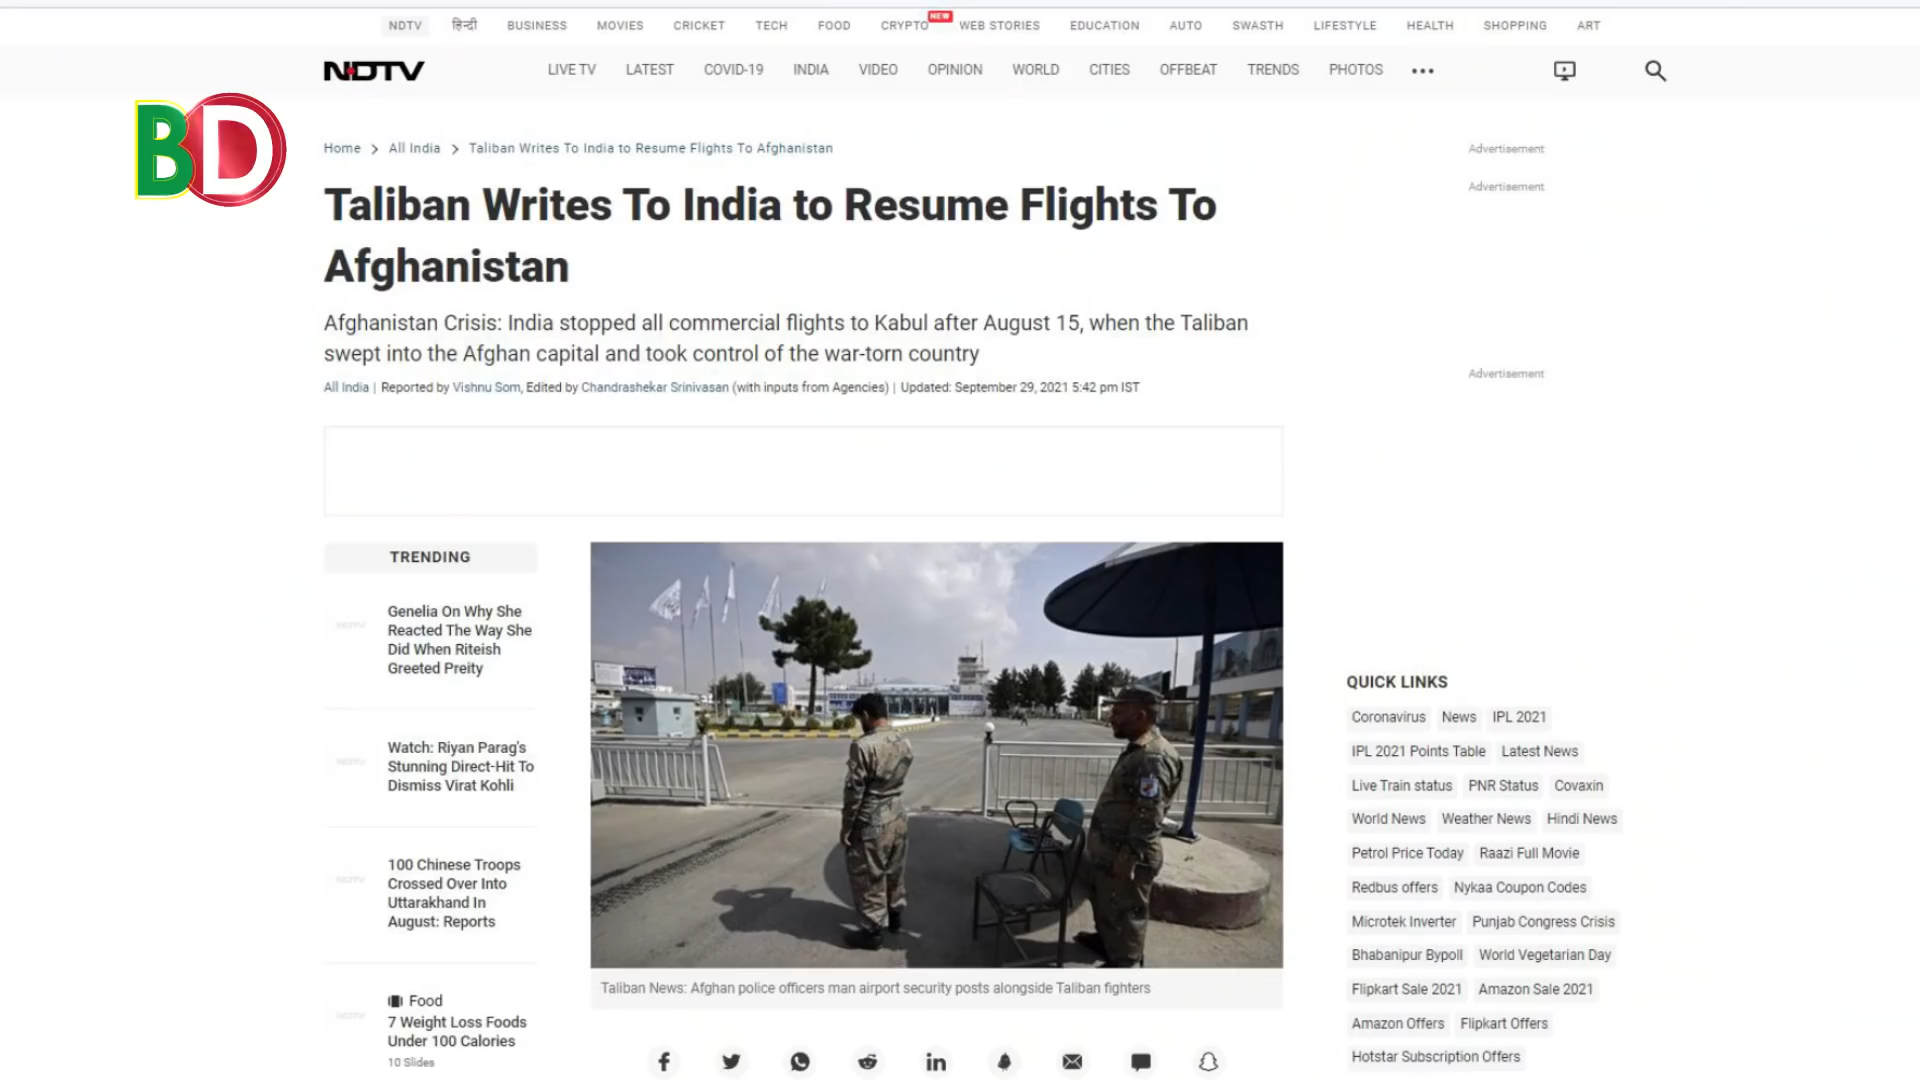 NDTV हिन्दी BUSINESS MOVIES CRICKET TECH FOOD CRYPTO NEW WEB STORIES EDUCATION AUTO SWASTH LIFESTYLE HEALTH SHOPPING ART
NDTV LIVE TV LATEST COVID-19 INDIA VIDEO OPINION WORLD CITIES OFFBEAT TRENDS PHOTOS
BD
Home > All India > Taliban Writes To India to Resume Flights To Afghanistan
Taliban Writes To India to Resume Flights To
Afghanistan
Afghanistan Crisis: India stopped all commercial flights to Kabul after August 15, when the Taliban
swept into the Afghan capital and took control of the war-torn country
All India | Reported by Vishnu Som, Edited by Chandrashekar Srinivasan (with inputs from Agencies) | Updated: September 29, 2021 5:42 pm IST
Advertisement
Advertisement
Advertisement
TRENDING
NDTV
Genelia On Why She
Reacted The Way She
Did When Riteish
Greeted Preity
NDTV
Watch: Riyan Parag's
Stunning Direct-Hit To
Dismiss Virat Kohli
NDTV
100 Chinese Troops
Crossed Over Into
Uttarakhand In
August: Reports
NDTV
Food
7 Weight Loss Foods
Under 100 Calories
10 Slides
Taliban News: Afghan police officers man airport security posts alongside Taliban fighters
QUICK LINKS
Coronavirus News IPL 2021
IPL 2021 Points Table Latest News
Live Train status PNR Status Covaxin
World News Weather News Hindi News
Petrol Price Today Raazi Full Movie
Redbus offers Nykaa Coupon Codes
Microtek Inverter Punjab Congress Crisis
Bhabanipur Bypoll World Vegetarian Day
Flipkart Sale 2021 Amazon Sale 2021
Amazon Offers Flipkart Offers
Hotstar Subscription Offers